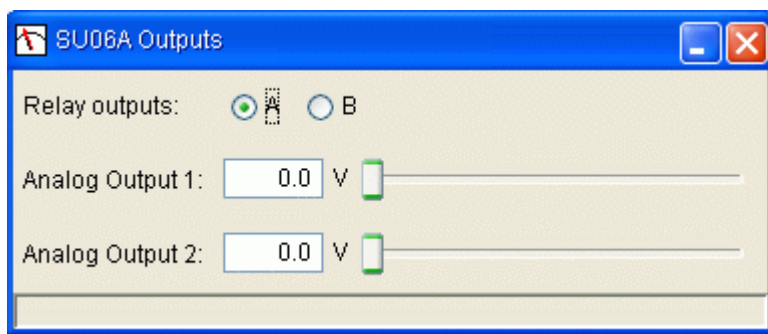 SU06A Outputs
Relay outputs: A B
Analog Output 1: 0.0 V
Analog Output 2: 0.0 V